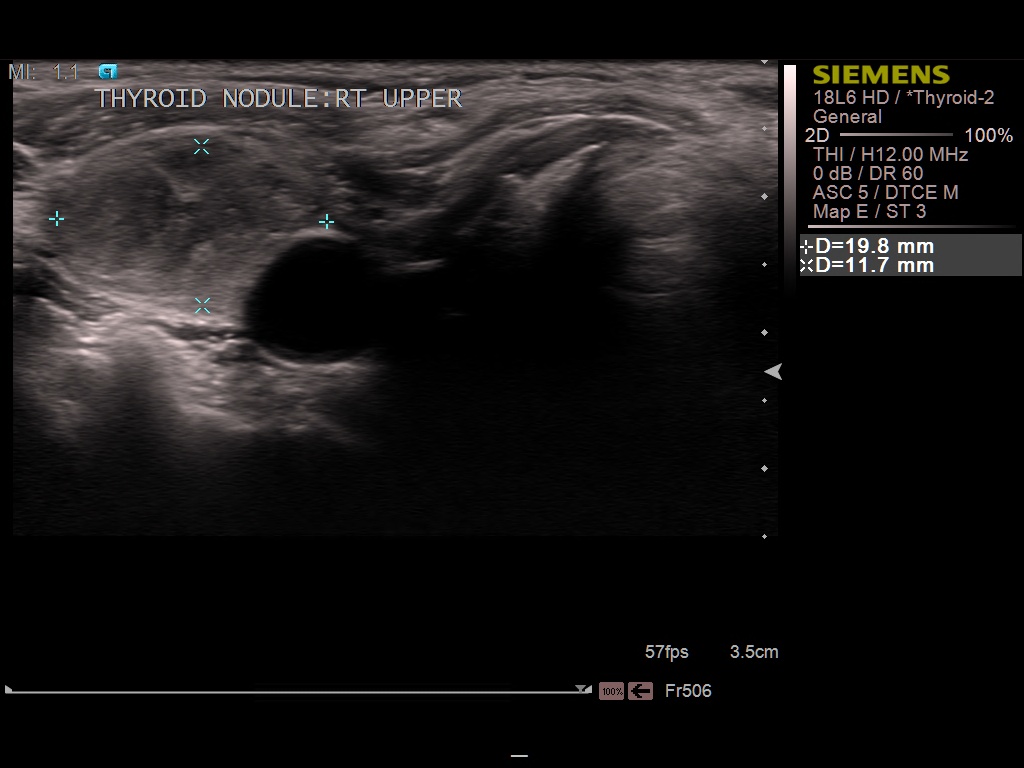 MI: 1.1
THYROID NODULE:RT UPPER
SIEMENS
18L6 HD / *Thyroid-2
General
2D 100%
THI / H12.00 MHz
0 dB / DR 60
ASC 5 / DTCE M
Map E / ST 3
D=19.8 mm
D=11.7 mm
57fps 3.5cm
100% Fr506